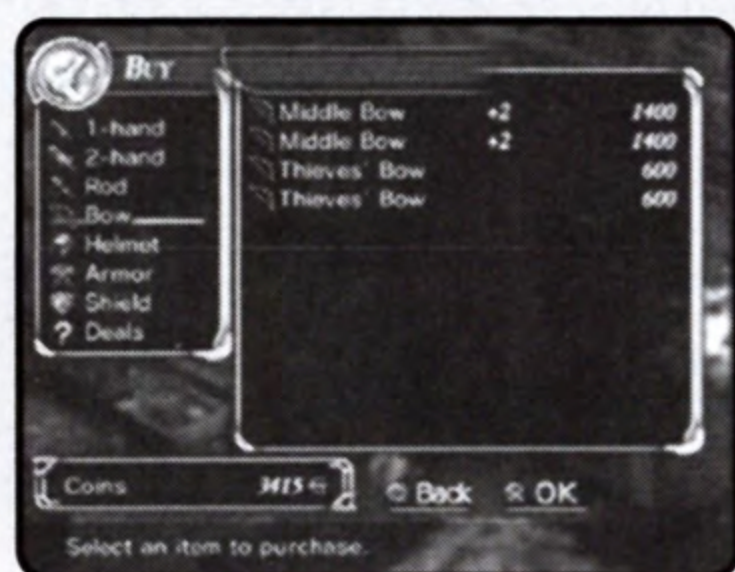 BUY
1-hand
2-hand
Rod
Bow
Helmet
Armor
Shield
? Deals
Middle Bow +2 1400
Middle Bow +2 1400
Thieves' Bow 600
Thieves' Bow 600
Coins 3415
Back OK
Select an item to purchase.